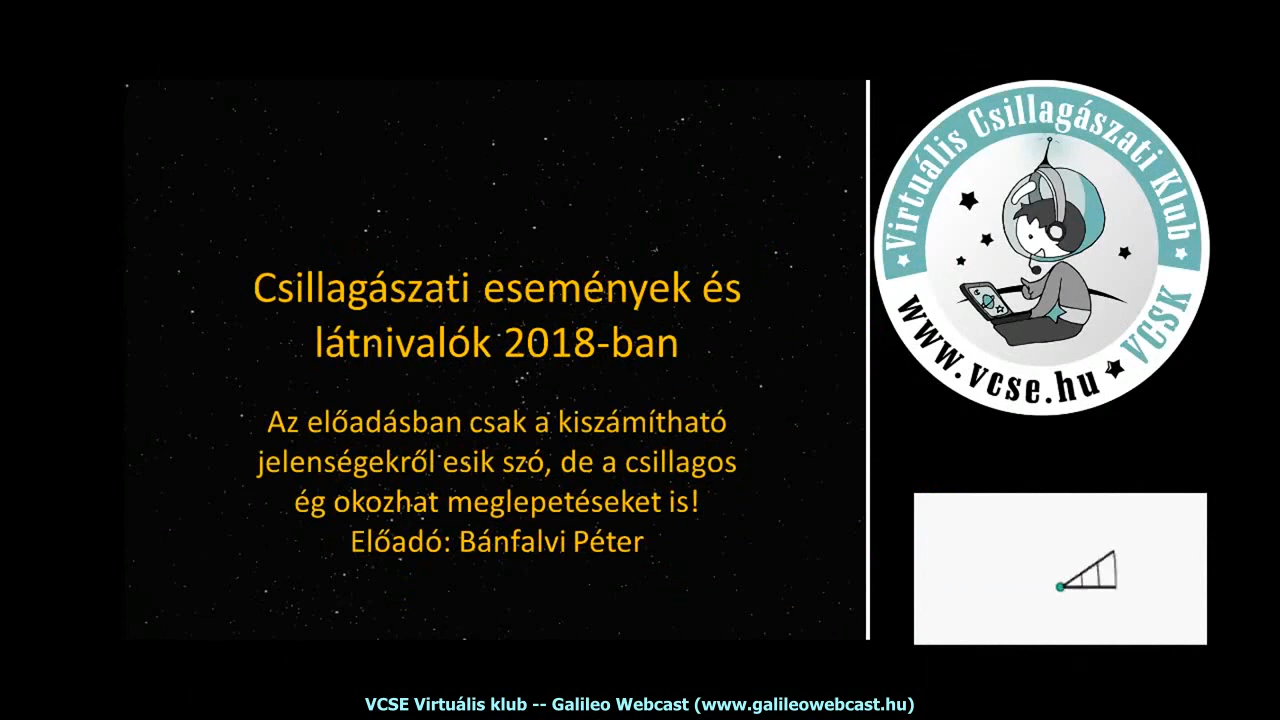 Csillagászati események és
látnivalók 2018-ban
Az előadásban csak a kiszámítható
jelenségekről esik szó, de a csillagos
ég okozhat meglepetéseket is!
Előadó: Bánfalvi Péter
Virtuális Csillagászati Klub
www.vcse.hu
VCSK
VCSE Virtuális klub -- Galileo Webcast (www.galileowebcast.hu)